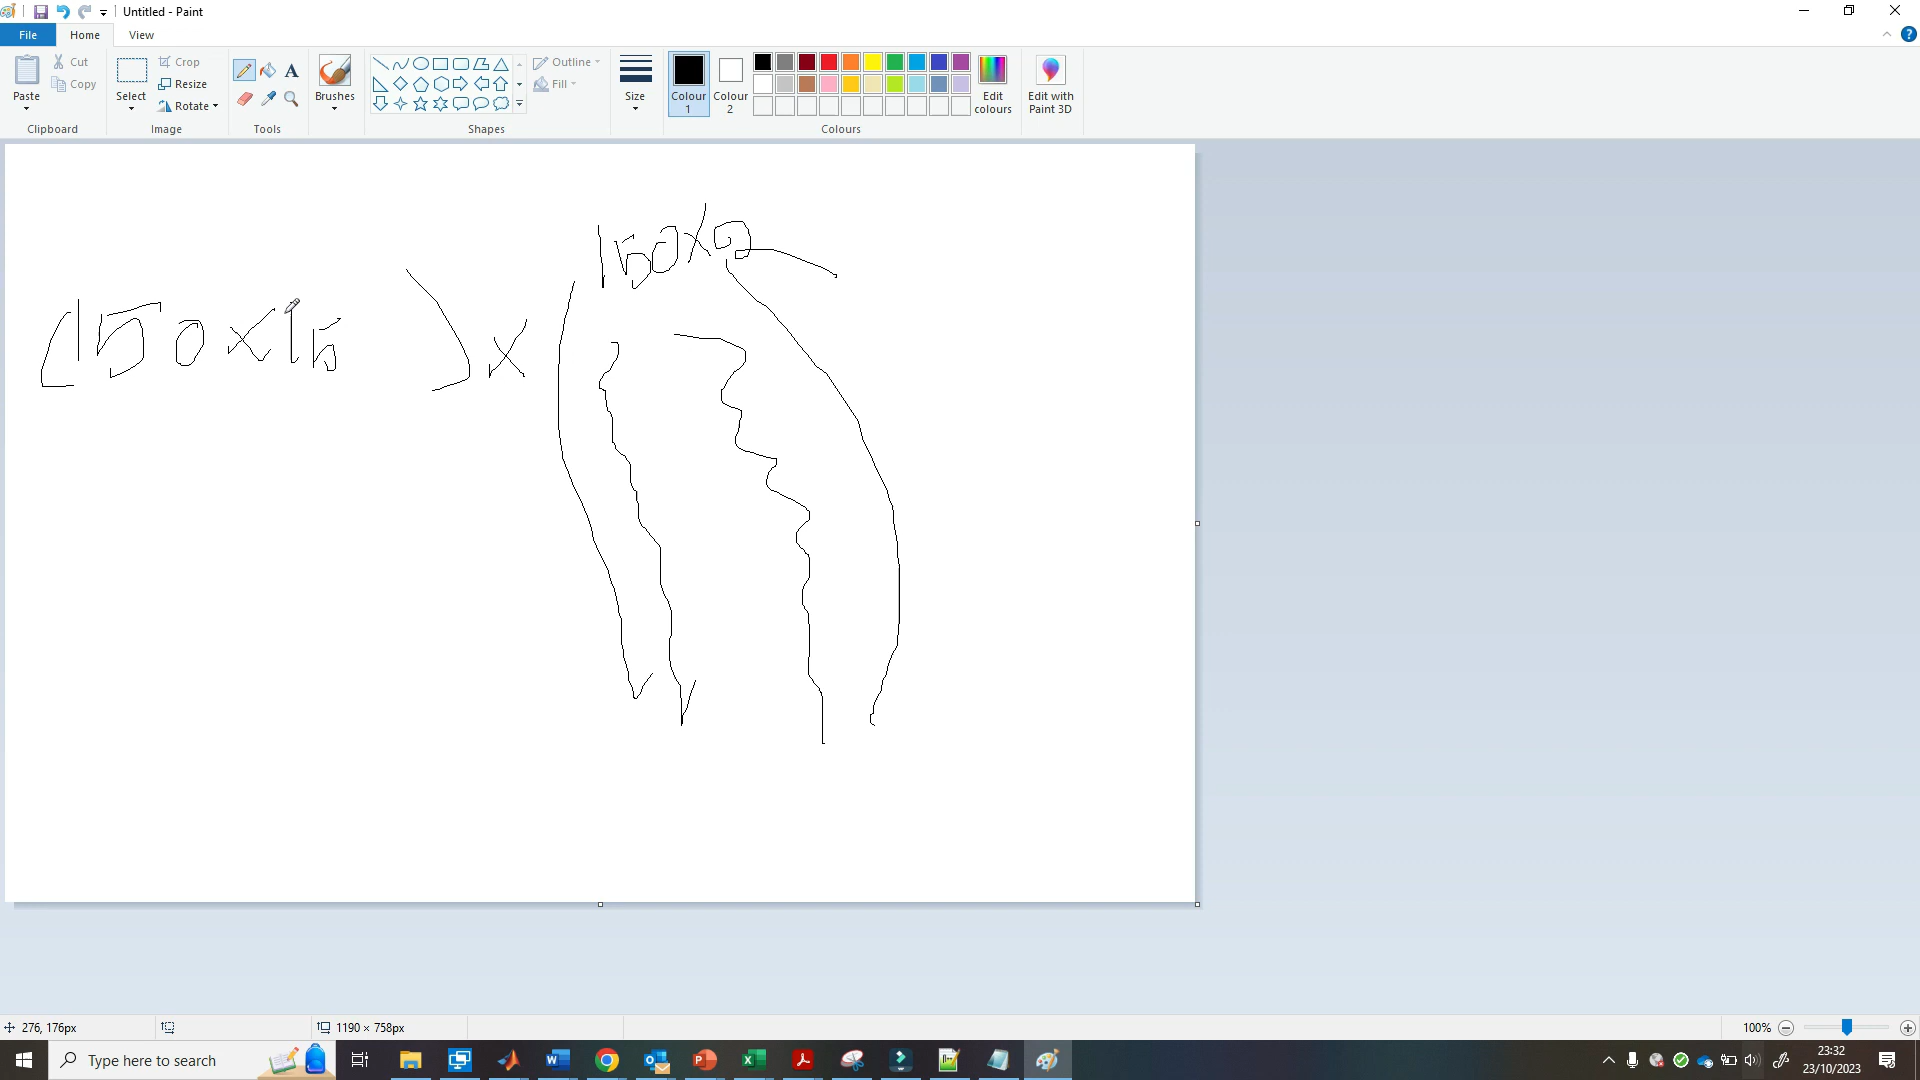 Untitled - Paint
File Home View
Paste Cut Copy Clipboard
Select Crop Resize Rotate Image
Tools
Brushes
Shapes Outline Fill
Size
Colour 1 Colour 2 Edit colours Colours
Edit with Paint 3D
150x2
(150x15 ) x
276, 176px
1190 × 758px
100%
Type here to search
23:32
23/10/2023